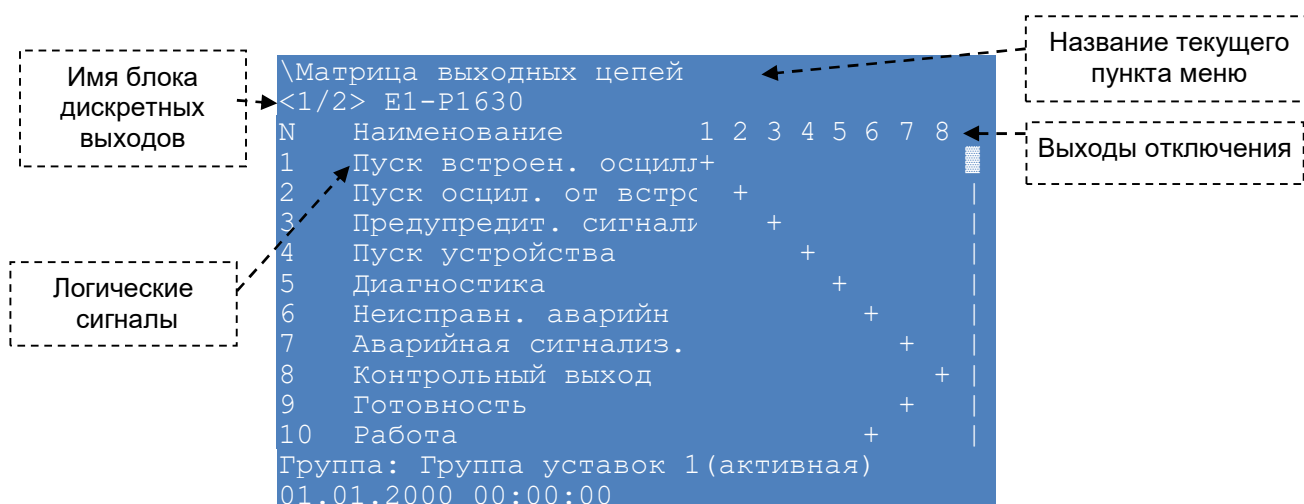 Название текущего
пункта меню
Имя блока
дискретных
выходов
\Матрица выходных цепей
<1/2> E1-P1630
N Наименование 1 2 3 4 5 6 7 8
Выходы отключения
1 Пуск встроен. осцилл+
2 Пуск осцил. от встро +
3 Предупредит. сигнали +
4 Пуск устройства +
5 Диагностика +
6 Неисправн. аварийн +
7 Аварийная сигнализ. +
8 Контрольный выход +
9 Готовность +
10 Работа +
Логические
сигналы
Группа: Группа уставок 1(активная)
01.01.2000 00:00:00